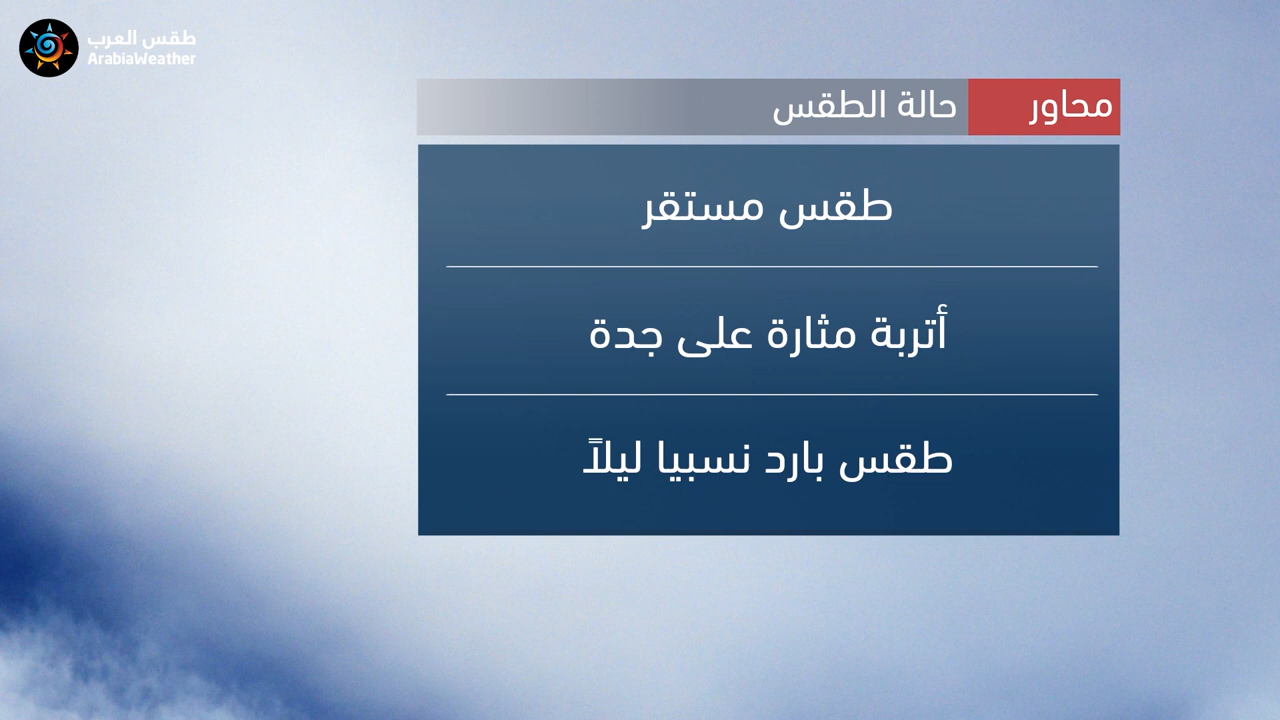 طقس العرب
ArabiaWeather
محاور حالة الطقس
طقس مستقر
أتربة مثارة على جدة
طقس بارد نسبيا ليلاً